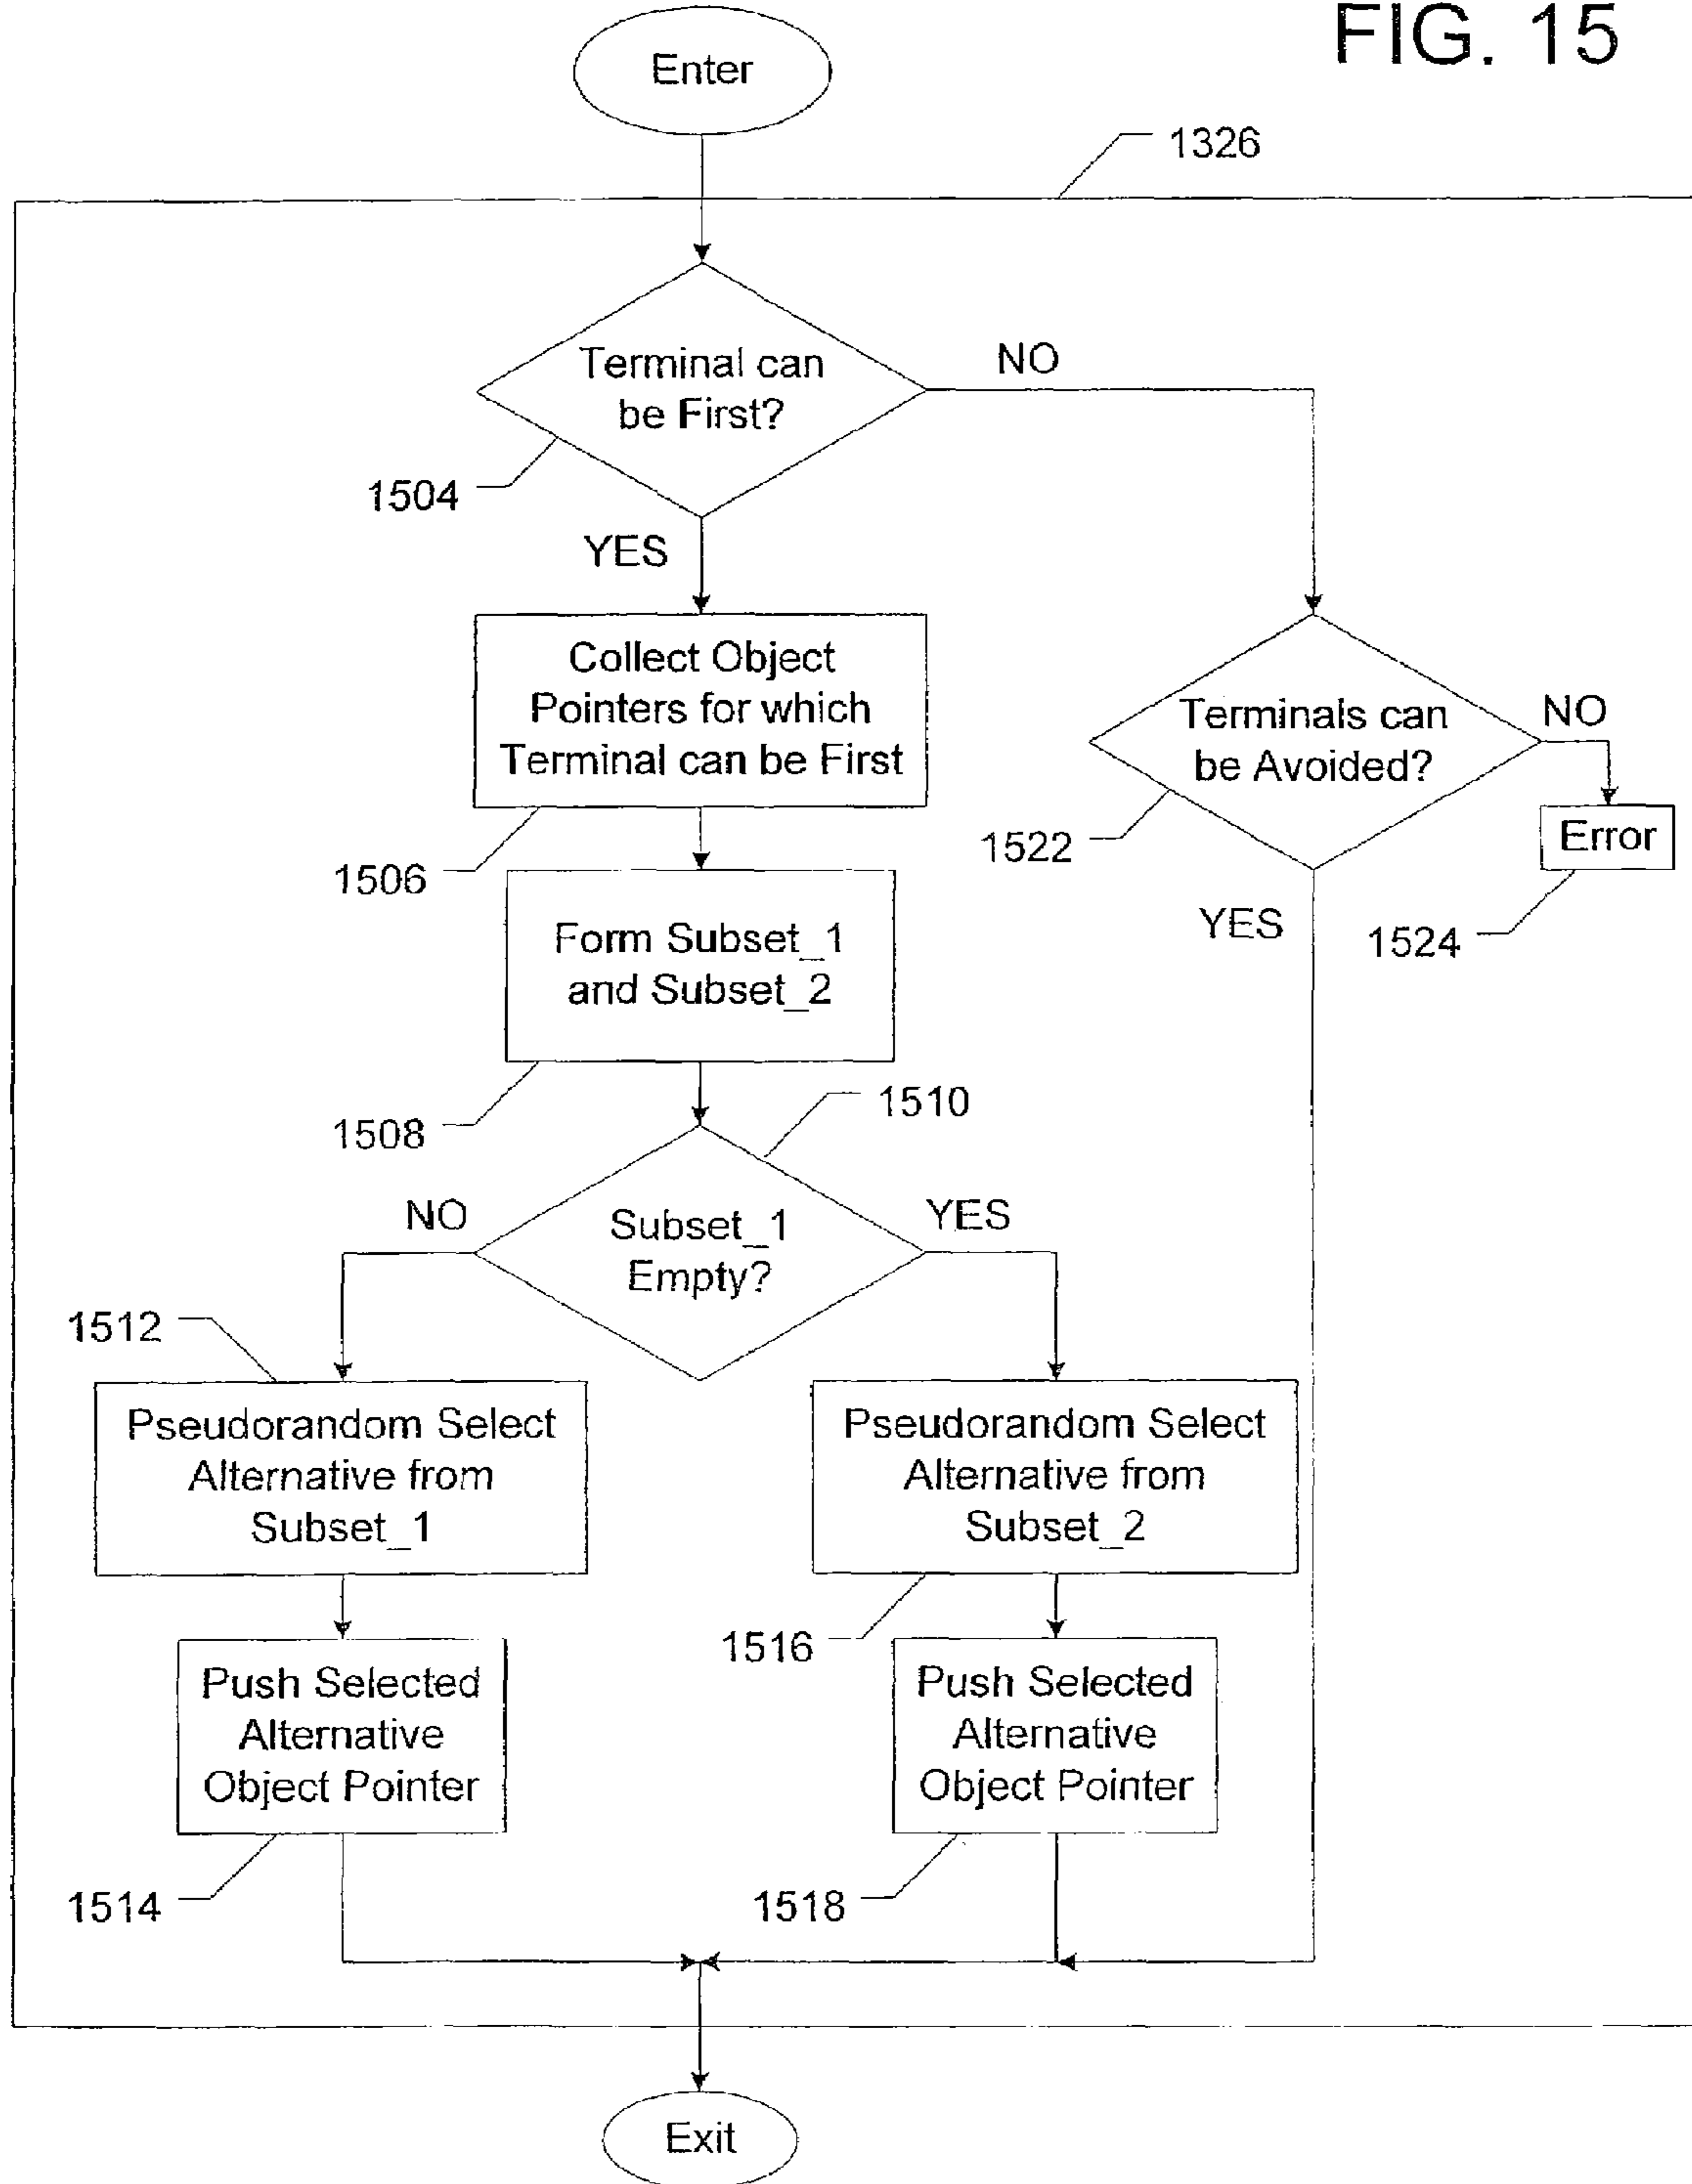 FIG. 15
Enter
1326
Terminal can
be First?
NO
1504
YES
Collect Object
Pointers for which
Terminal can be First
1506
Terminals can
be Avoided?
NO
1522
Error
YES
1524
Form Subset_1
and Subset_2
1508
1510
NO
Subset_1
Empty?
YES
1512
Pseudorandom Select
Alternative from
Subset_1
Pseudorandom Select
Alternative from
Subset_2
1516
Push Selected
Alternative
Object Pointer
Push Selected
Alternative
Object Pointer
1514
1518
Exit